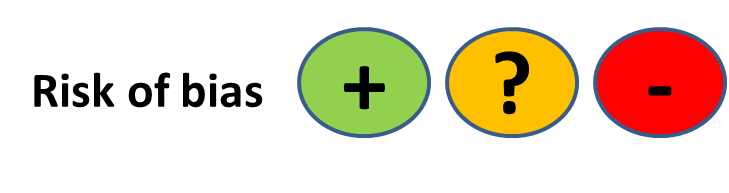 Risk of bias + ? -